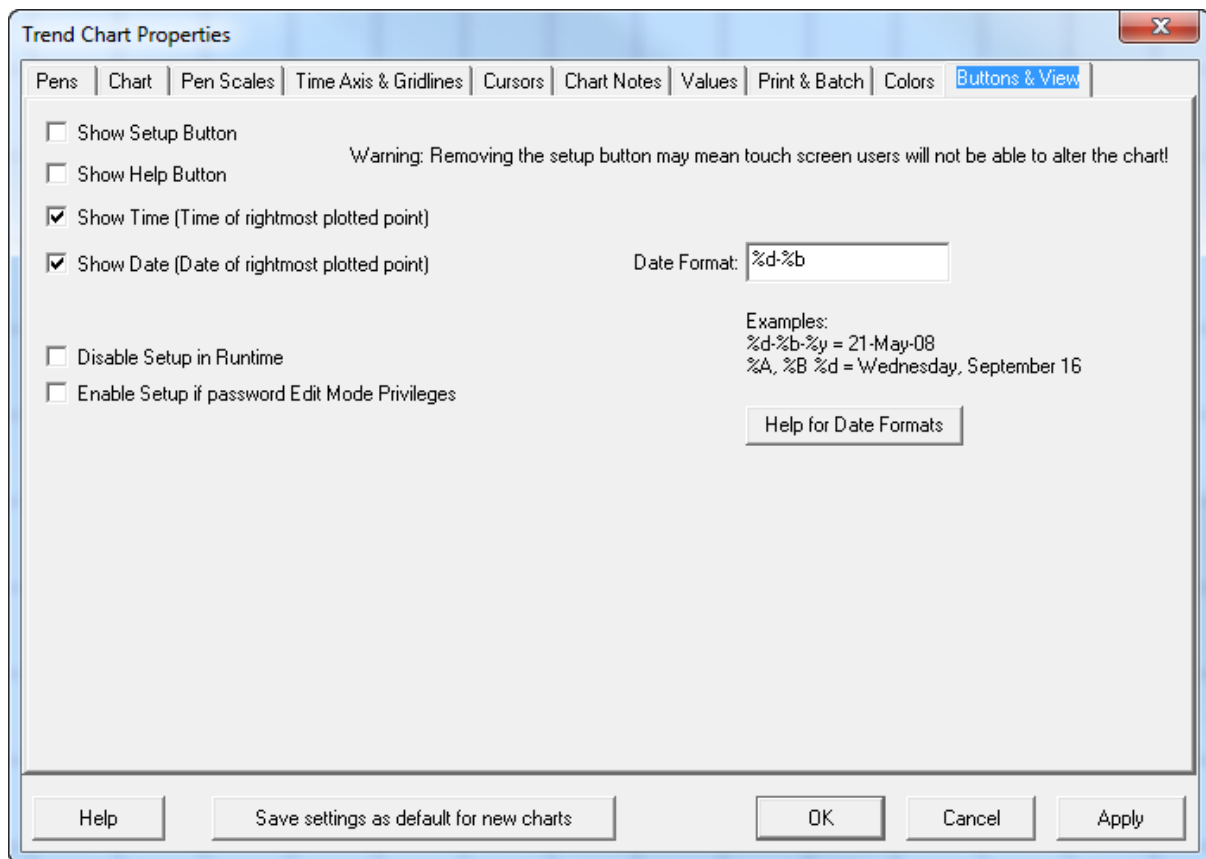 Trend Chart Properties
Pens Chart Pen Scales Time Axis & Gridlines Cursors Chart Notes Values Print & Batch Colors Buttons & View
Show Setup Button
Warning: Removing the setup button may mean touch screen users will not be able to alter the chart!
Show Help Button
Show Time (Time of rightmost plotted point)
Show Date (Date of rightmost plotted point)
Date Format: %d-%b
Examples:
%d-%b-%y = 21-May-08
%A, %B %d = Wednesday, September 16
Disable Setup in Runtime
Enable Setup if password Edit Mode Privileges
Help for Date Formats
Help Save settings as default for new charts OK Cancel Apply